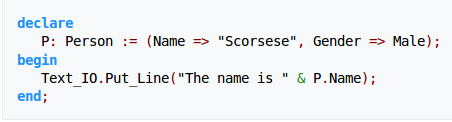 declare
   P: Person := (Name => "Scorsese", Gender => Male);
begin
   Text_IO.Put_Line("The name is " & P.Name);
end;